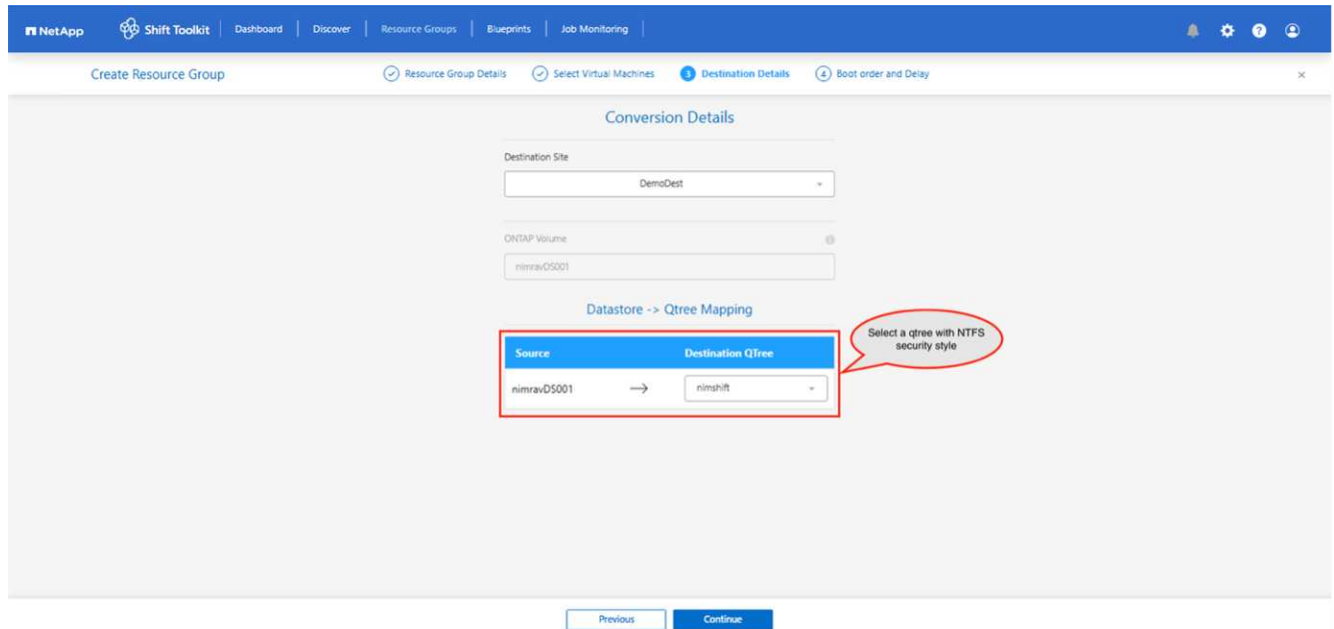 NetApp Shift Toolkit Dashboard Discover Resource Groups Blueprints Job Monitoring
Create Resource Group Resource Group Details Select Virtual Machines 3 Destination Details 4 Boot order and Delay
Conversion Details
Destination Site
DemoDest
ONTAP Volume
nimravDS001
Datastore -> Qtree Mapping
Select a qtree with NTFS
security style
Source Destination QTree
nimravDS001 nimshift
Previous Continue